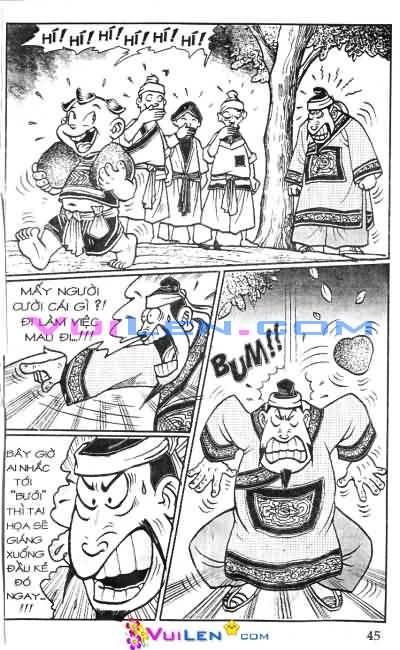 HÍ! HÍ! HÍ! HÍ! HÍ! HÍ!
MẤY NGƯỜI
CƯỜI CÁI GÌ?!
ĐI LÀM VIỆC
MAU ĐI...!!!
VuiLen.com
BUM!!
BÂY GIỜ
AI NHẮC
TỚI
"BƯỞI"
THÌ TAI
HỌA SẼ
GIÁNG
XUỐNG
ĐẦU KẺ
ĐÓ
NGAY...
...!!!
45
VuiLen.com